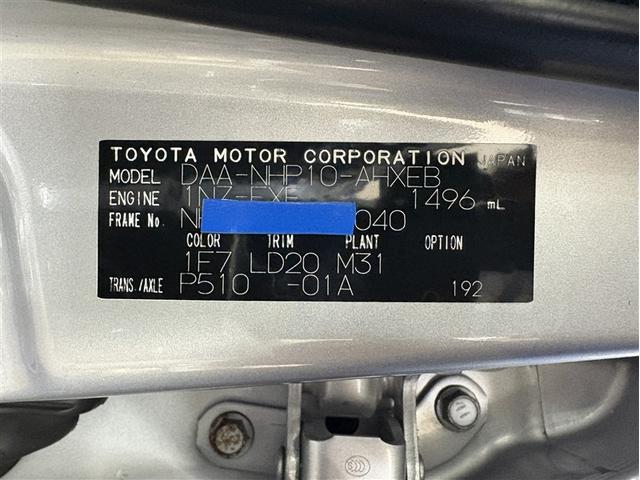 TOYOTA MOTOR CORPORATION JAPAN
MODEL DAA-NHP10-AHXEB
ENGINE 1NZ-FXE 1496 mL
FRAME No. NH 040
COLOR TRIM PLANT OPTION
1F7 LD20 M31
TRANS./AXLE P510 -01A 192